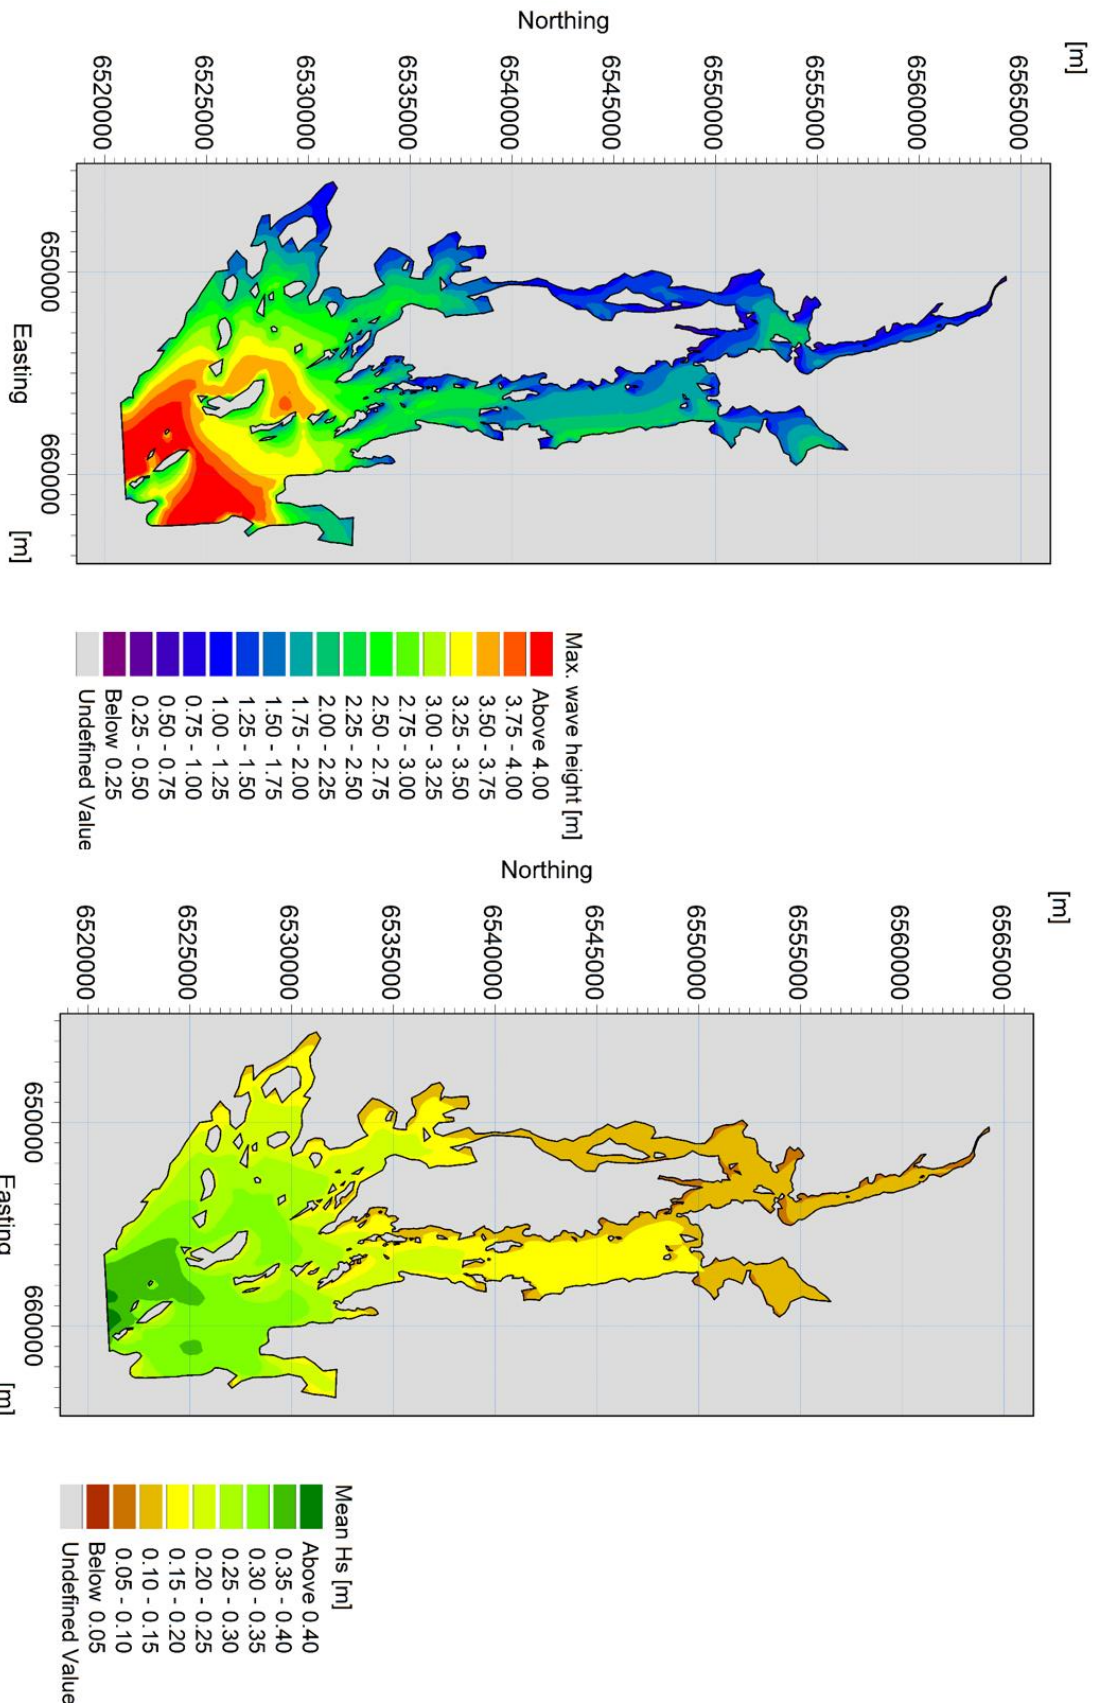 Northing
[m]
6565000
6560000
6555000
6550000
6545000
6540000
6535000
6530000
6525000
6520000
650000
660000
Easting
[m]
Max. wave height [m]
Above 4.00
3.75 - 4.00
3.50 - 3.75
3.25 - 3.50
3.00 - 3.25
2.75 - 3.00
2.50 - 2.75
2.25 - 2.50
2.00 - 2.25
1.75 - 2.00
1.50 - 1.75
1.25 - 1.50
1.00 - 1.25
0.75 - 1.00
0.50 - 0.75
0.25 - 0.50
Below 0.25
Undefined Value
Northing
[m]
6565000
6560000
6555000
6550000
6545000
6540000
6535000
6530000
6525000
6520000
650000
660000
Easting
[m]
Mean Hs [m]
Above 0.40
0.35 - 0.40
0.30 - 0.35
0.25 - 0.30
0.20 - 0.25
0.15 - 0.20
0.10 - 0.15
0.05 - 0.10
Below 0.05
Undefined Value